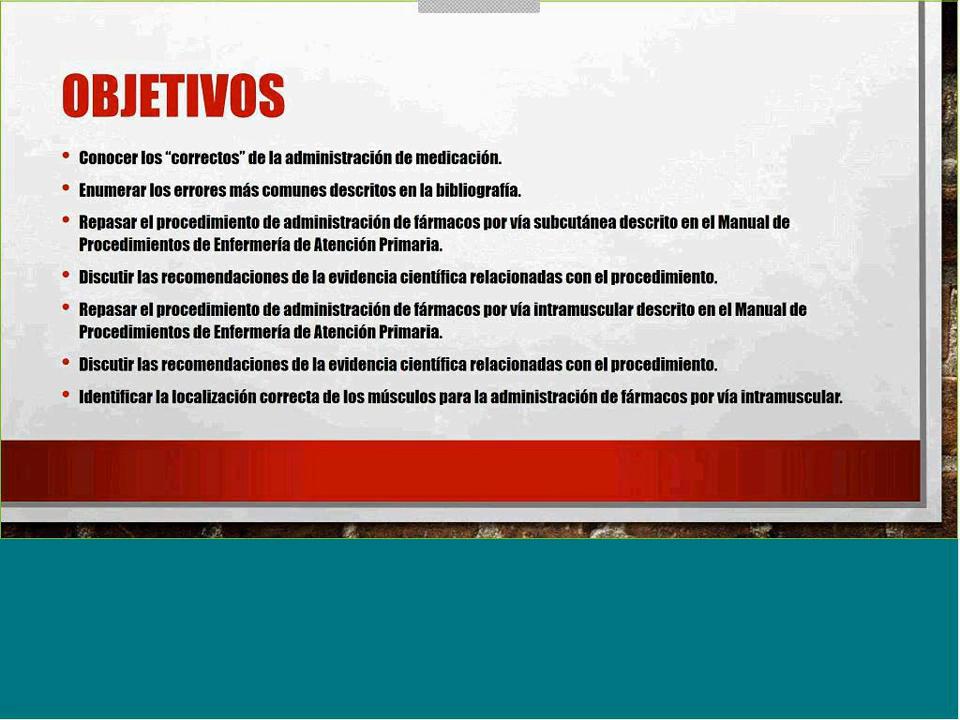 OBJETIVOS
• Conocer los “correctos” de la administración de medicación.
• Enumerar los errores más comunes descritos en la bibliografía.
• Repasar el procedimiento de administración de fármacos por vía subcutánea descrito en el Manual de
Procedimientos de Enfermería de Atención Primaria.
• Discutir las recomendaciones de la evidencia científica relacionadas con el procedimiento.
• Repasar el procedimiento de administración de fármacos por vía intramuscular descrito en el Manual de
Procedimientos de Enfermería de Atención Primaria.
• Discutir las recomendaciones de la evidencia científica relacionadas con el procedimiento.
• Identificar la localización correcta de los músculos para la administración de fármacos por vía intramuscular.